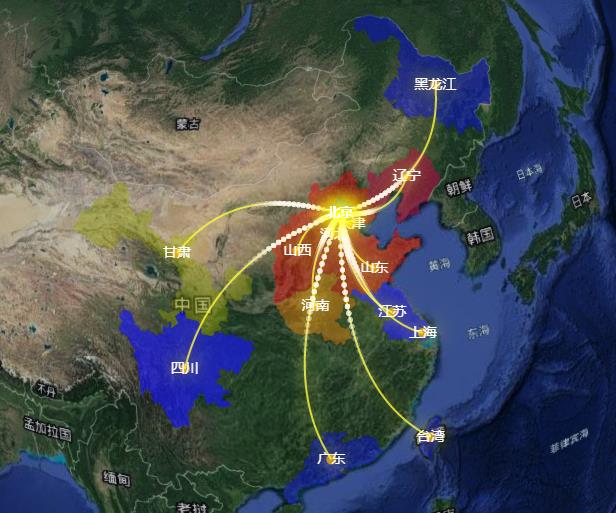 黑龙江
蒙古
日本海
辽宁
朝鲜
日本
北京
津
韩国
甘肃
山西
山东
黄海
中国
河南
江苏
上海
东海
四川
不丹
孟加拉国
台湾
菲律宾海
广东
缅甸
老挝